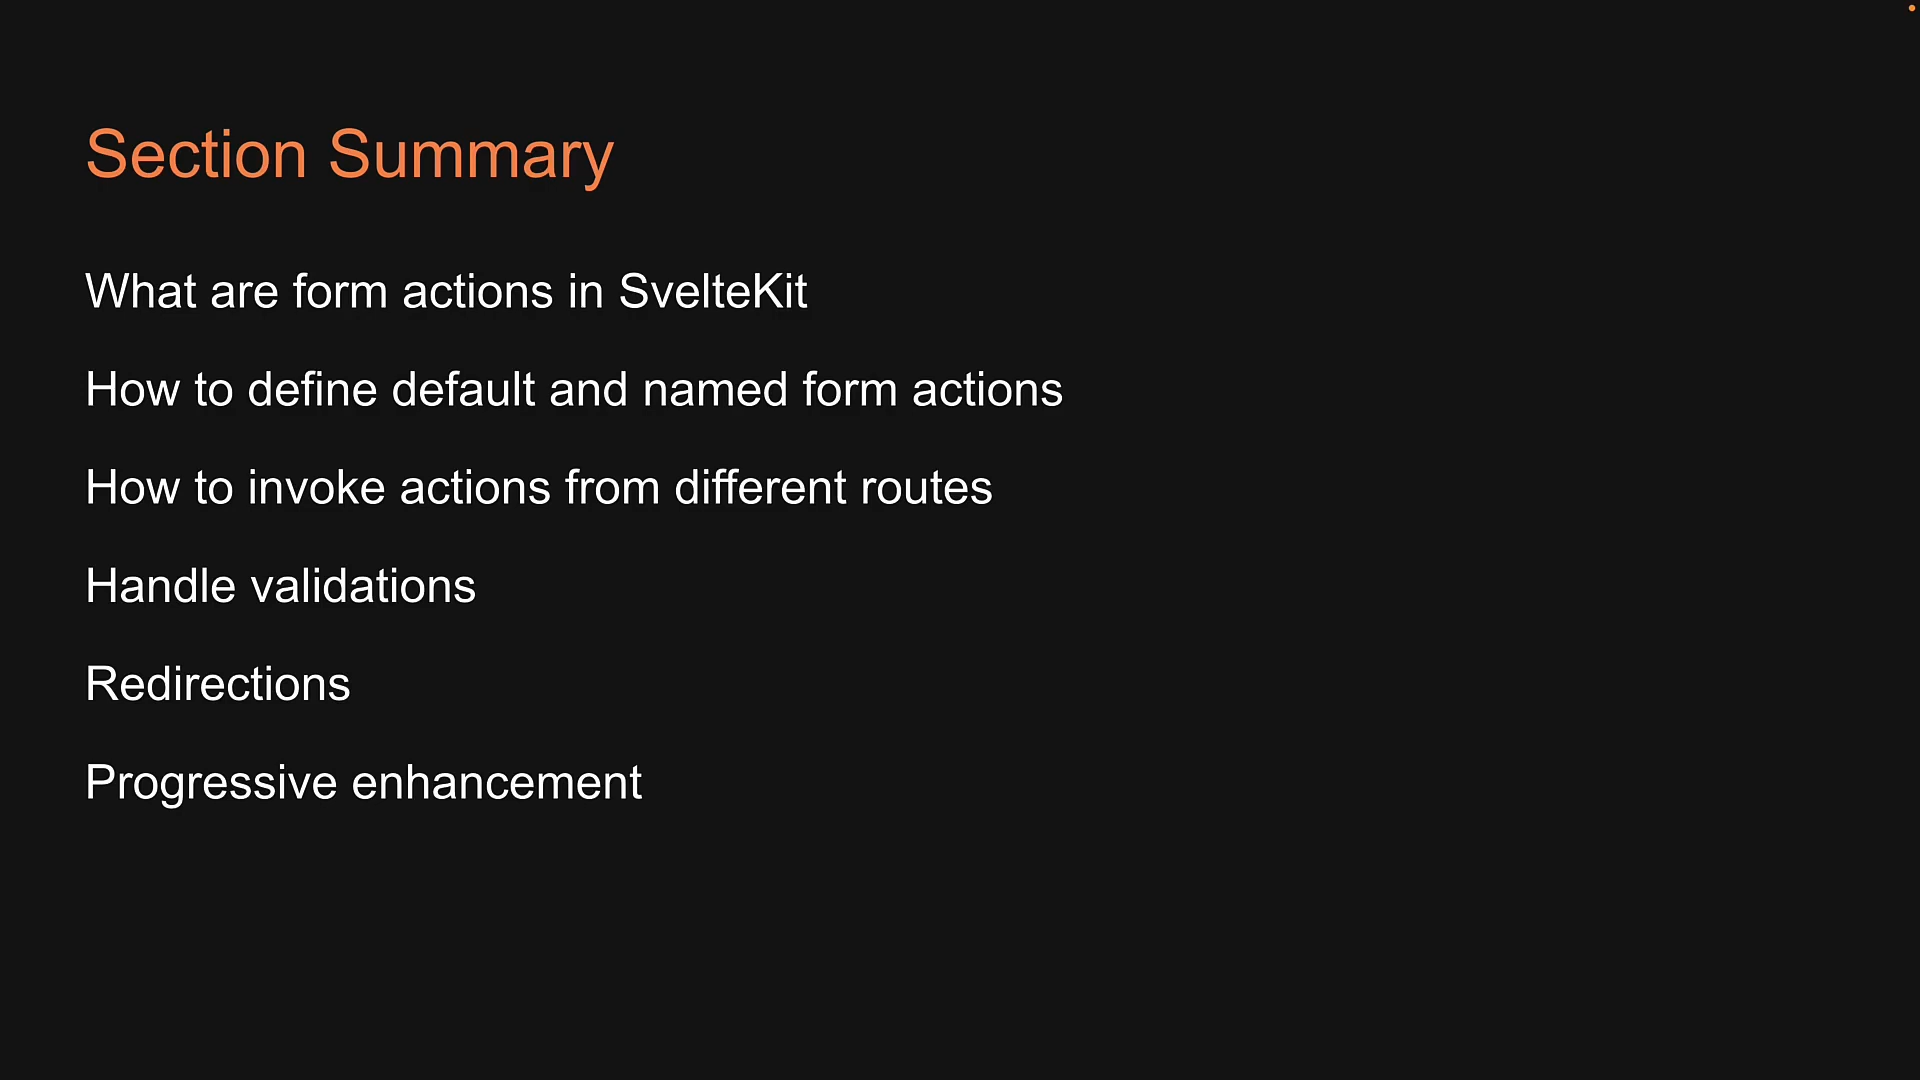 Section Summary
What are form actions in SvelteKit
How to define default and named form actions
How to invoke actions from different routes
Handle validations
Redirections
Progressive enhancement